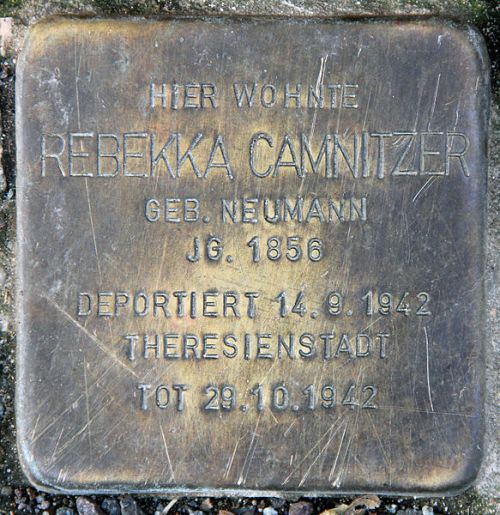 HIER WOHNTE
REBEKKA CAMNITZER
GEB. NEUMANN
JG. 1856
DEPORTIERT 14.9.1942
THERESIENSTADT
TOT 29.10.1942